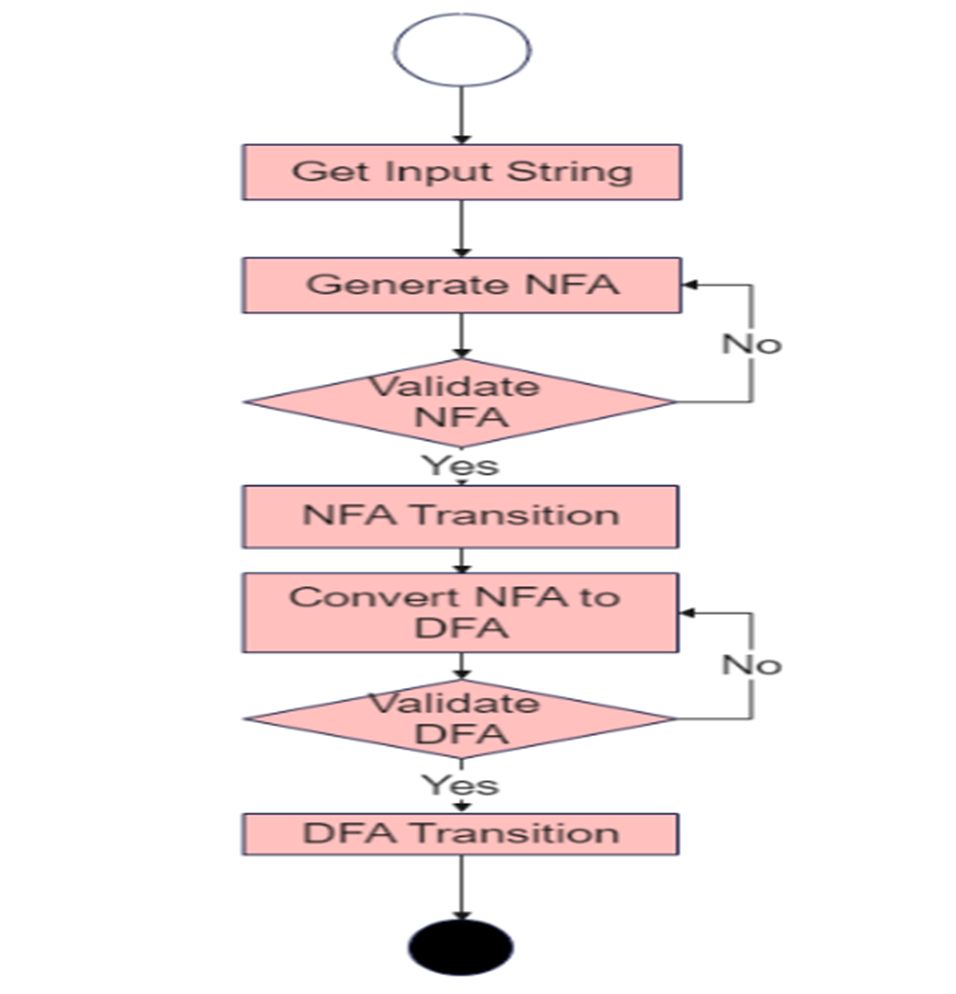 Get Input String
Generate NFA
No
Validate
NFA
Yes
NFA Transition
Convert NFA to
DFA
No
Validate
DFA
Yes
DFA Transition